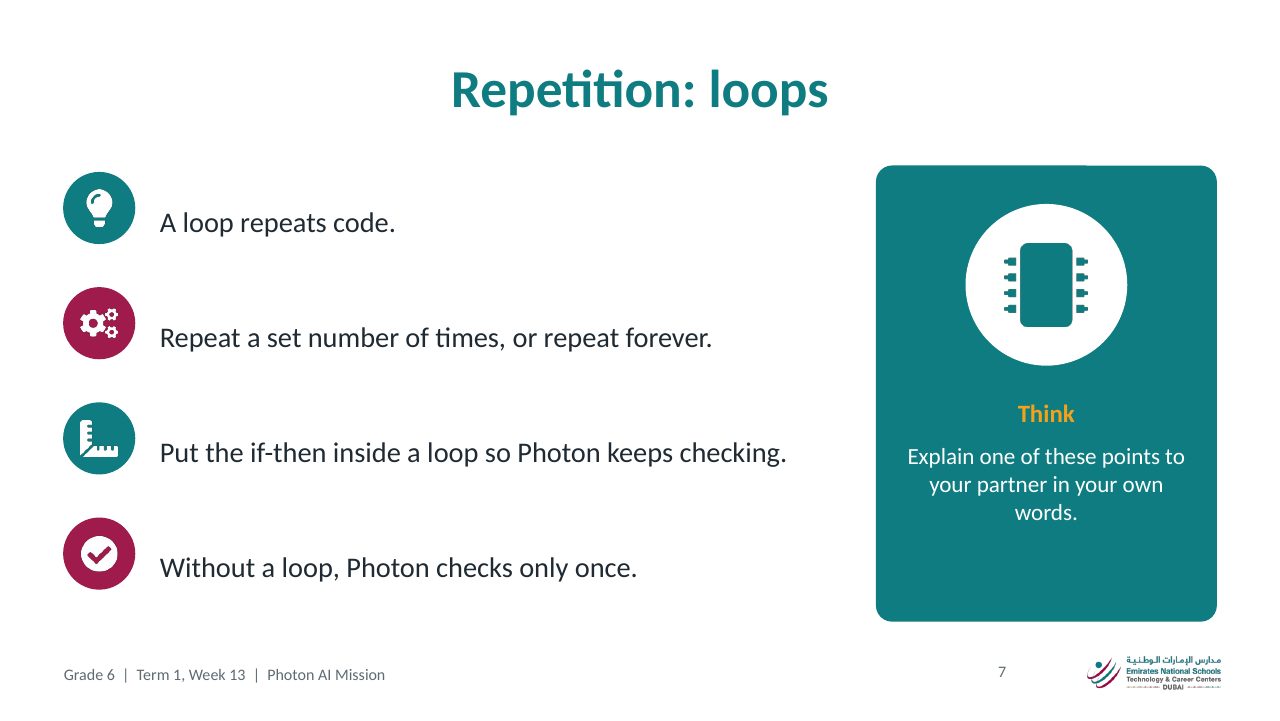 Repetition: loops
A loop repeats code.
Repeat a set number of times, or repeat forever.
Put the if-then inside a loop so Photon keeps checking.
Without a loop, Photon checks only once.
Think
Explain one of these points to
your partner in your own
words.
Grade 6 | Term 1, Week 13 | Photon AI Mission
7
مدارس الإمارات الوطنية
Emirates National Schools
Technology & Career Centers
DUBAI